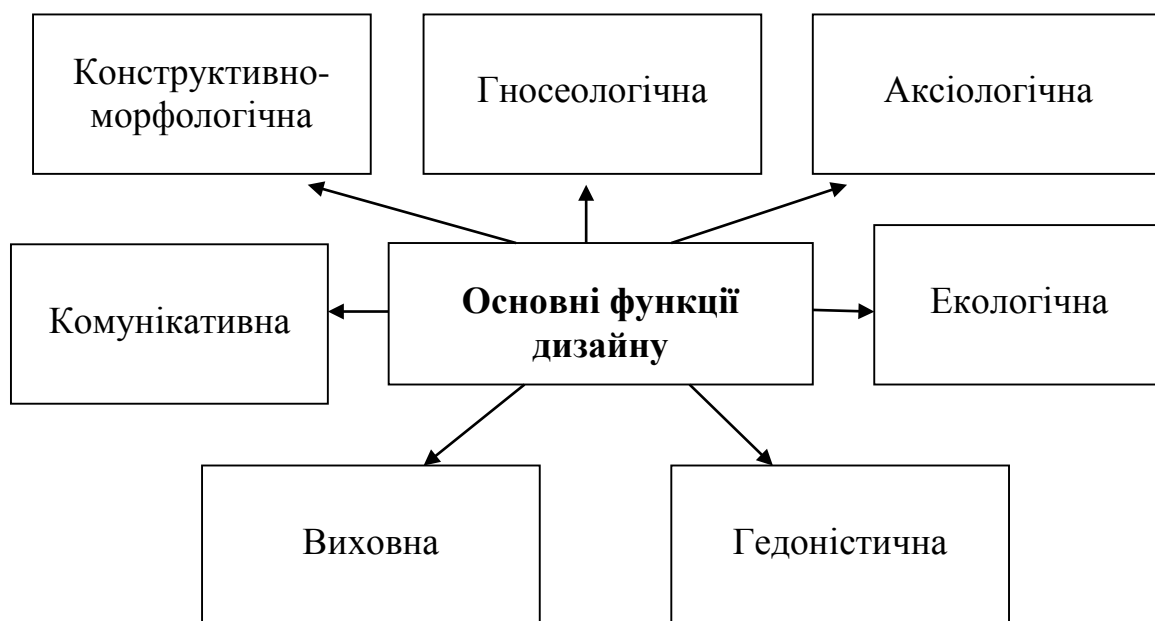 Конструктивно-
морфологічна
Гносеологічна
Аксіологічна
Комунікативна
Основні функції
дизайну
Екологічна
Виховна
Гедоністична